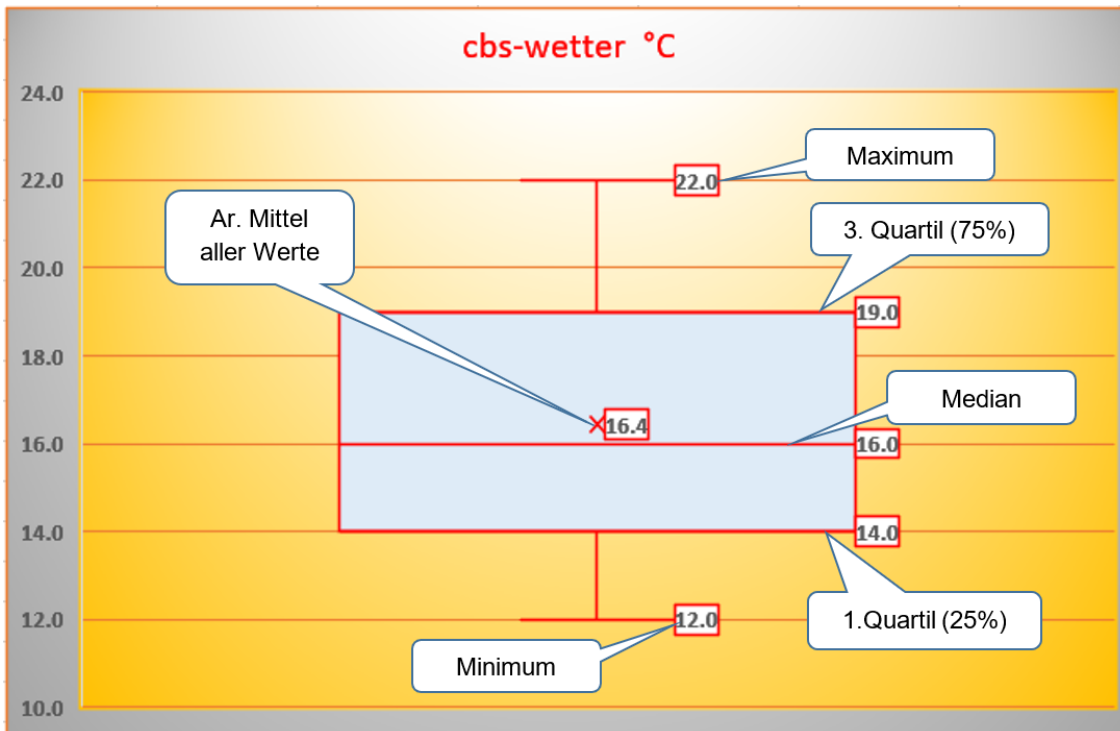 cbs-wetter °C
24.0
Maximum
22.0
22.0
Ar. Mittel
aller Werte
3. Quartil (75%)
20.0
19.0
18.0
Median
16.4
16.0
16.0
14.0
14.0
1.Quartil (25%)
12.0
12.0
Minimum
10.0